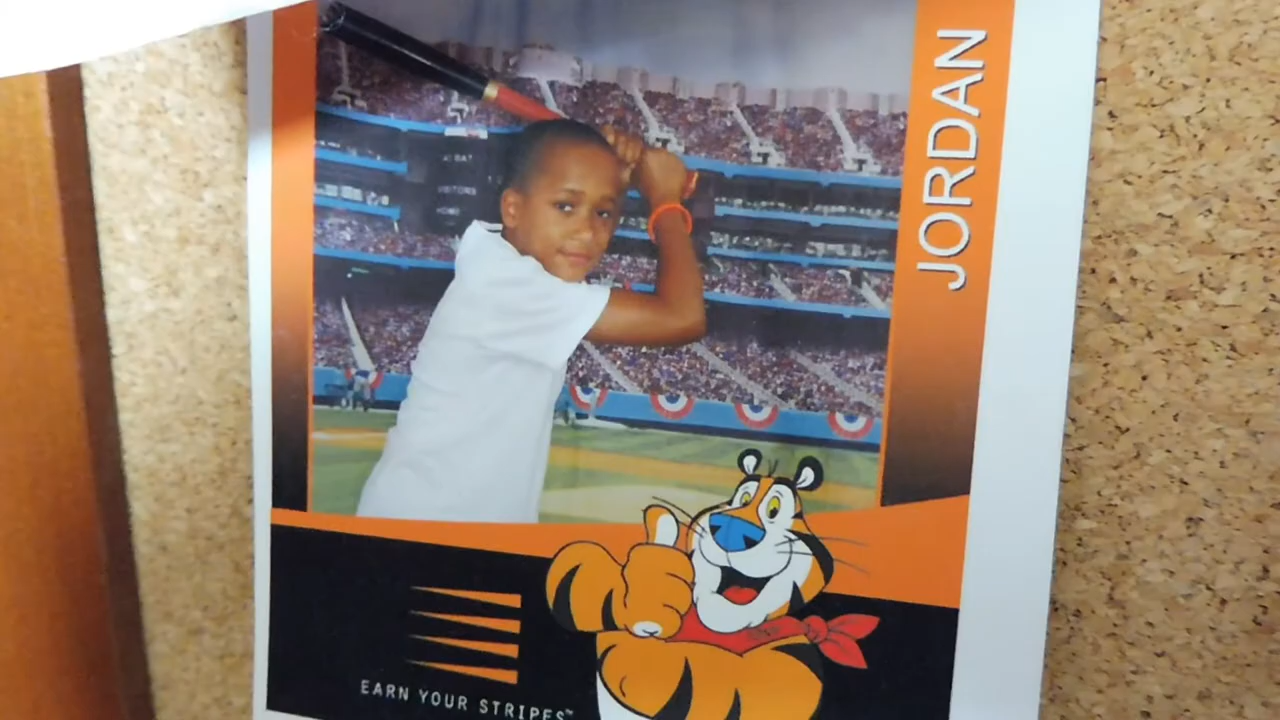 JORDAN
AT BAT
VISITORS
HOME
EARN YOUR STRIPES™